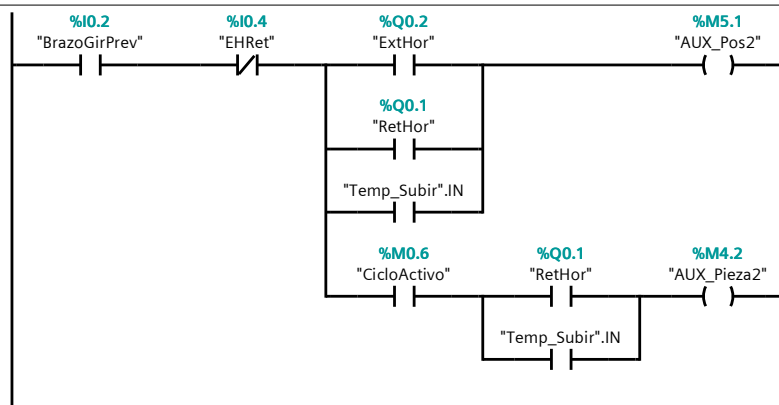 %I0.2
"BrazoGirPrev"
%I0.4
"EHRet"
%Q0.2
"ExtHor"
%M5.1
"AUX_Pos2"
%Q0.1
"RetHor"
"Temp_Subir".IN
%M0.6
"CicloActivo"
%Q0.1
"RetHor"
%M4.2
"AUX_Pieza2"
"Temp_Subir".IN